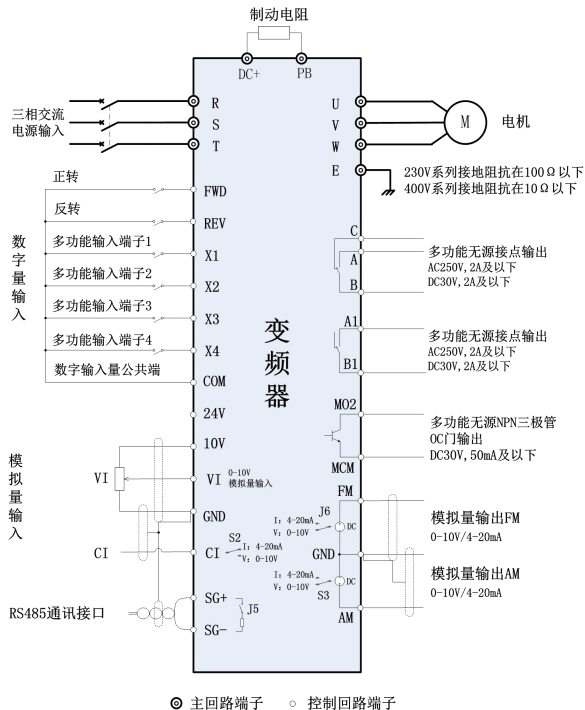 制动电阻
DC+ PB
三相交流
电源输入
R
S
T
U
V
W
E
M
电机
230V系列接地阻抗在100Ω以下
400V系列接地阻抗在10Ω以下
数字量输入
正转
反转
多功能输入端子1
多功能输入端子2
多功能输入端子3
多功能输入端子4
数字输入量公共端
FWD
REV
X1
X2
X3
X4
COM
24V
10V
变频器
C
A
B
多功能无源接点输出
AC250V,2A及以下
DC30V,2A及以下
A1
B1
多功能无源接点输出
AC250V,2A及以下
DC30V,2A及以下
MO2
MCM
多功能无源NPN三极管
OC门输出
DC30V,50mA及以下
模拟量输入
VI
VI
0-10V
模拟量输入
GND
CI
CI
S2
I: 4-20mA
V: 0-10V
FM
J6
I: 4-20mA
V: 0-10V
DC
模拟量输出FM
0-10V/4-20mA
GND
I: 4-20mA
V: 0-10V
DC
S3
AM
模拟量输出AM
0-10V/4-20mA
RS485通讯接口
SG+
SG-
J5
主回路端子 控制回路端子